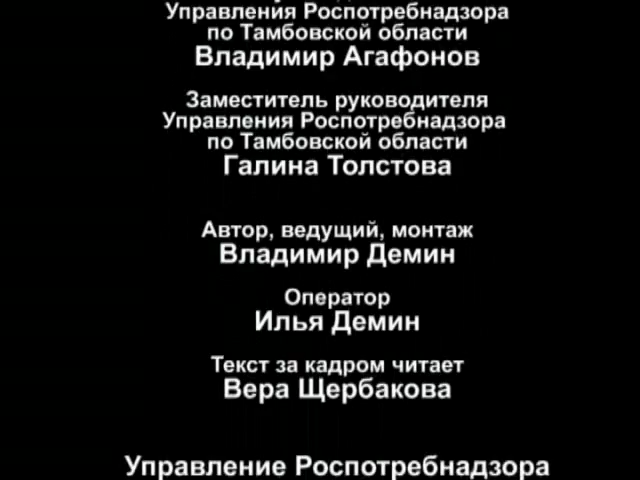 Управления Роспотребнадзора
по Тамбовской области
Владимир Агафонов
Заместитель руководителя
Управления Роспотребнадзора
по Тамбовской области
Галина Толстова
Автор, ведущий, монтаж
Владимир Демин
Оператор
Илья Демин
Текст за кадром читает
Вера Щербакова
Управление Роспотребнадзора